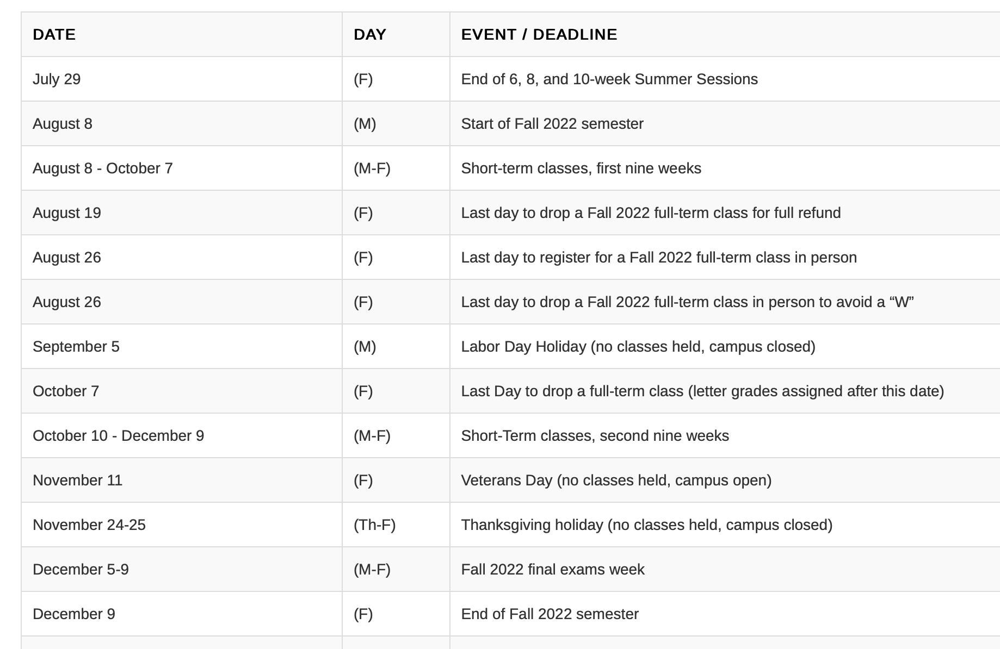 DATE DAY EVENT / DEADLINE
July 29 (F) End of 6, 8, and 10-week Summer Sessions
August 8 (M) Start of Fall 2022 semester
August 8 - October 7 (M-F) Short-term classes, first nine weeks
August 19 (F) Last day to drop a Fall 2022 full-term class for full refund
August 26 (F) Last day to register for a Fall 2022 full-term class in person
August 26 (F) Last day to drop a Fall 2022 full-term class in person to avoid a “W”
September 5 (M) Labor Day Holiday (no classes held, campus closed)
October 7 (F) Last Day to drop a full-term class (letter grades assigned after this date)
October 10 - December 9 (M-F) Short-Term classes, second nine weeks
November 11 (F) Veterans Day (no classes held, campus open)
November 24-25 (Th-F) Thanksgiving holiday (no classes held, campus closed)
December 5-9 (M-F) Fall 2022 final exams week
December 9 (F) End of Fall 2022 semester